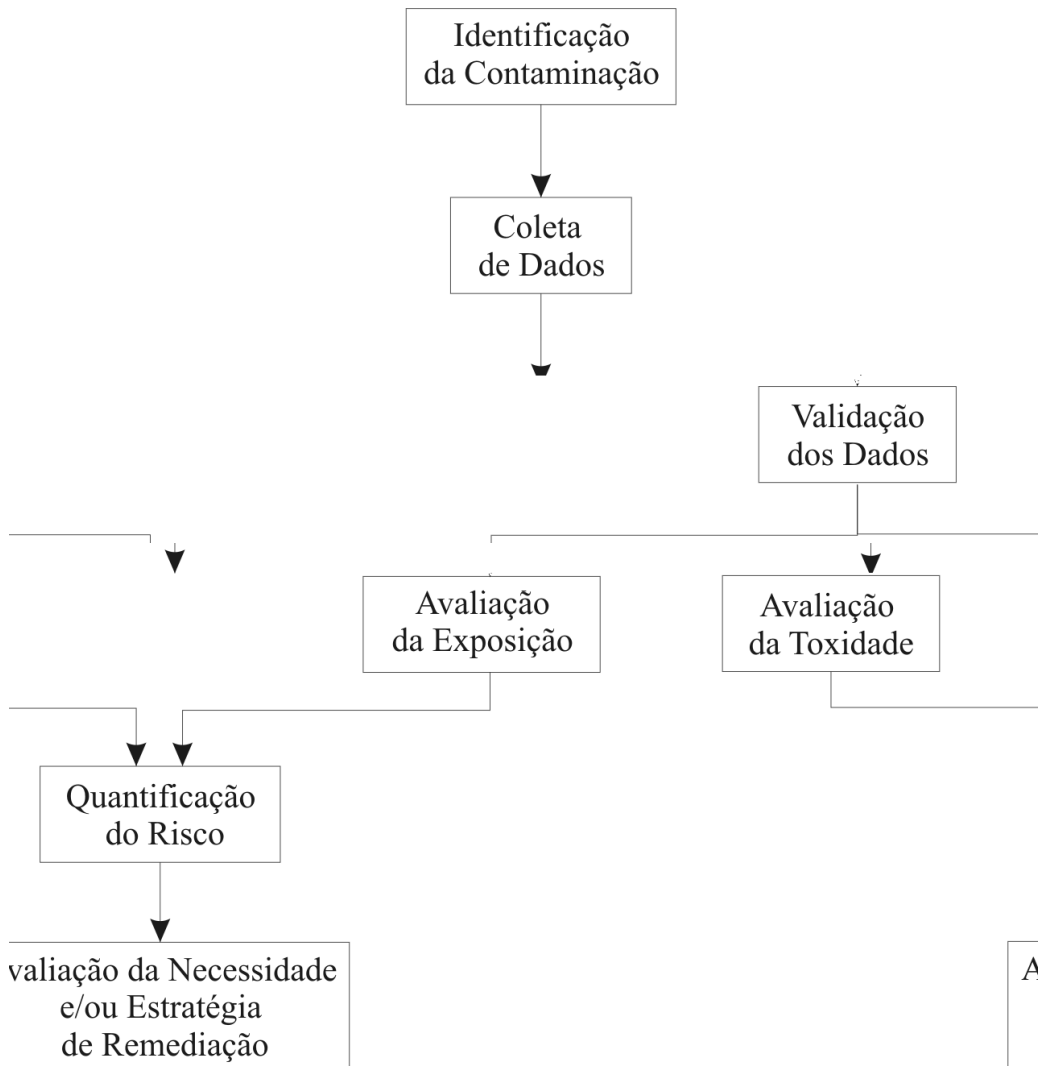 Identificação
da Contaminação
Coleta
de Dados
Validação
dos Dados
Avaliação
da Exposição
Avaliação
da Toxidade
Quantificação
do Risco
valiação da Necessidade
e/ou Estratégia
de Remediação
A